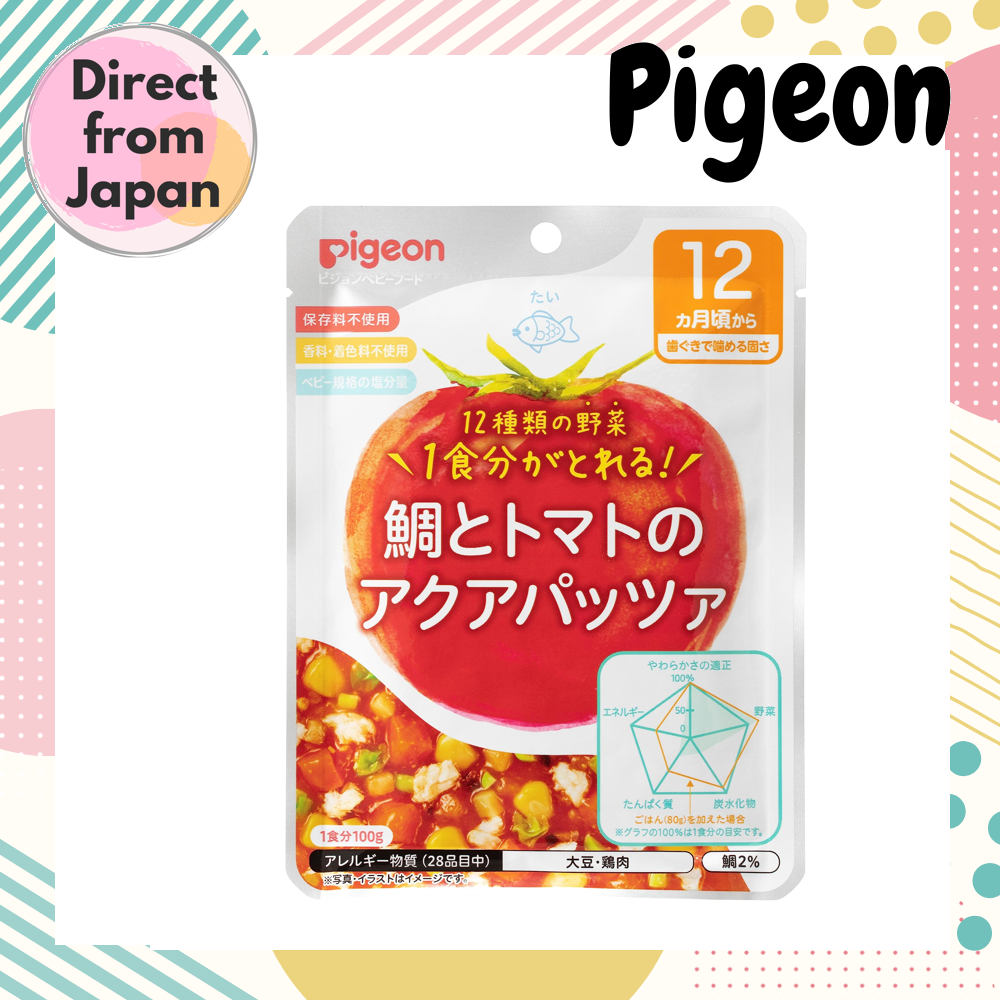 Direct
from
Japan
Pigeon
Pigeon
ピジョンベビーフード
保存料不使用
香料・着色料不使用
ベビー規格の塩分量
たい
12
カ月頃から
歯ぐきで噛める固さ
12種類の野菜
1食分がとれる!
鯛とトマトの
アクアパッツァ
やわらかさの適正
100%
エネルギー
50
野菜
0
たんぱく質
炭水化物
ごはん(80g)を加えた場合
※グラフの100%は1食分の目安です。
1食分100g
アレルギー物質(28品目中)
大豆・鶏肉
鯛2%
※写真・イラストはイメージです。